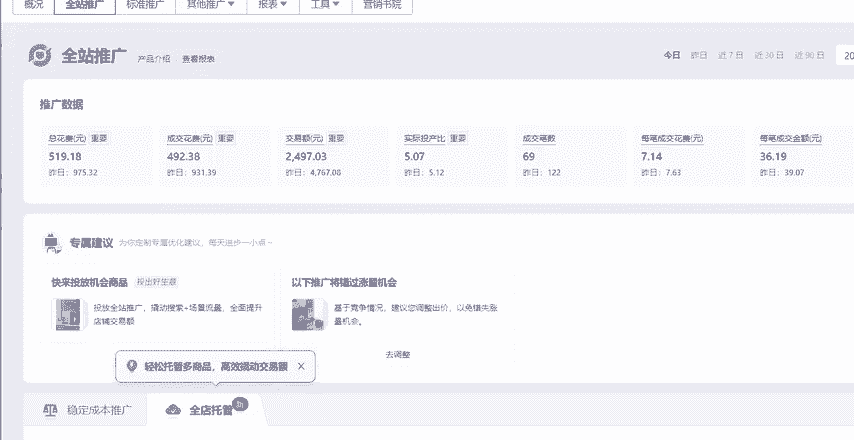 概况 全站推广 标准推广 其他推广 报表 工具 营销书院
全站推广 产品介绍 查看报表 今日 昨日 近7日 近30日 近90日 20
推广数据
总花费(元) 重要 成交花费(元) 重要 交易额(元) 重要 实际投产比 重要 成交笔数 每笔成交花费(元) 每笔成交金额(元)
519.18 492.38 2,497.03 5.07 69 7.14 36.19
昨日：975.32 昨日：931.39 昨日：4,767.08 昨日：5.12 昨日：122 昨日：7.63 昨日：39.07
专属建议 为你定制专属优化建议，每天进步一小点~
快来投放机会商品 投出好生意 以下推广将错过涨量机会
投放全站推广，撬动搜索+场景流量，全面提升 基于竞争情况，建议您调整出价，以免错失涨
店铺交易额 量机会。
去调整
轻松托管多商品，高效撬动交易额 ×
稳定成本推广 全店托管 新